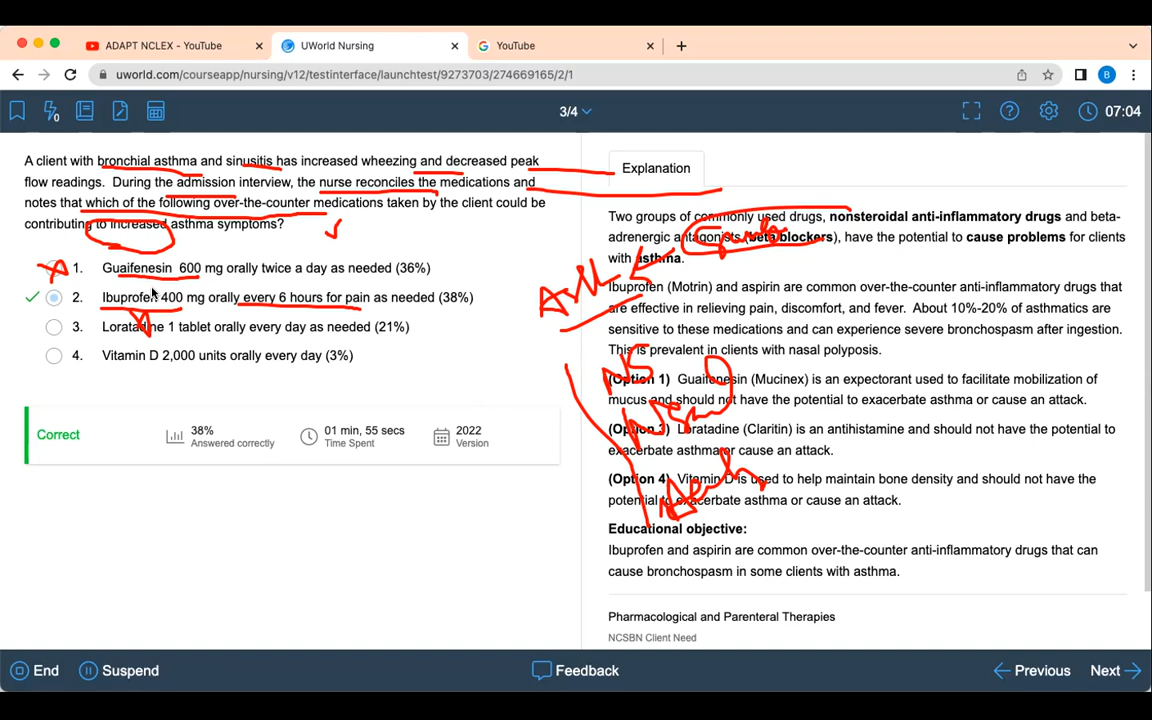 ADAPT NCLEX - YouTube
UWorld Nursing
YouTube
uworld.com/courseapp/nursing/v12/testinterface/launchtest/9273703/274669165/2/1
B
0
3/4
07:04
A client with bronchial asthma and sinusitis has increased wheezing and decreased peak
flow readings. During the admission interview, the nurse reconciles the medications and
notes that which of the following over-the-counter medications taken by the client could be
contributing to increased asthma symptoms?
1. Guaifenesin 600 mg orally twice a day as needed (36%)
2. Ibuprofen 400 mg orally every 6 hours for pain as needed (38%)
3. Loratadine 1 tablet orally every day as needed (21%)
4. Vitamin D 2,000 units orally every day (3%)
Correct
38%
Answered correctly
01 min, 55 secs
Time Spent
2022
Version
Explanation
Two groups of commonly used drugs, nonsteroidal anti-inflammatory drugs and beta-
adrenergic antagonists (beta blockers), have the potential to cause problems for clients
with asthma.
Ibuprofen (Motrin) and aspirin are common over-the-counter anti-inflammatory drugs that
are effective in relieving pain, discomfort, and fever. About 10%-20% of asthmatics are
sensitive to these medications and can experience severe bronchospasm after ingestion.
This is prevalent in clients with nasal polyposis.
(Option 1) Guaifenesin (Mucinex) is an expectorant used to facilitate mobilization of
mucus and should not have the potential to exacerbate asthma or cause an attack.
(Option 3) Loratadine (Claritin) is an antihistamine and should not have the potential to
exacerbate asthma or cause an attack.
(Option 4) Vitamin D is used to help maintain bone density and should not have the
potential to exacerbate asthma or cause an attack.
Educational objective:
Ibuprofen and aspirin are common over-the-counter anti-inflammatory drugs that can
cause bronchospasm in some clients with asthma.
Pharmacological and Parenteral Therapies
NCSBN Client Need
NS
End
Suspend
Feedback
Previous
Next